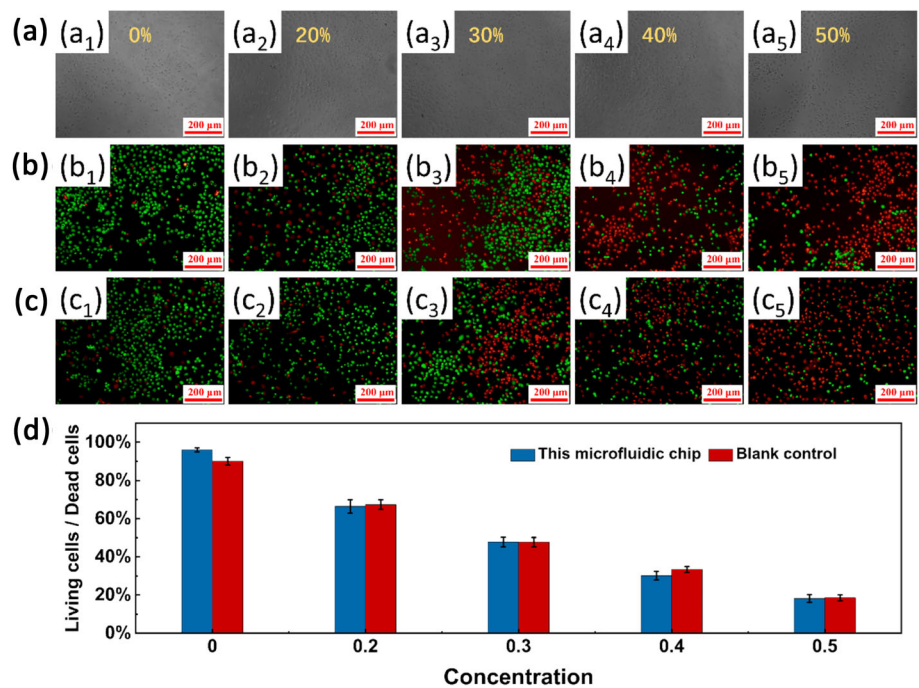 (a) (a1) 0% (a2) 20% (a3) 30% (a4) 40% (a5) 50%
200 μm 200 μm 200 μm 200 μm 200 μm
(b) (b1) (b2) (b3) (b4) (b5)
200 μm 200 μm 200 μm 200 μm 200 μm
(c) (c1) (c2) (c3) (c4) (c5)
200 μm 200 μm 200 μm 200 μm 200 μm
(d)
Living cells / Dead cells
100%
80%
60%
40%
20%
0%
This microfluidic chip Blank control
0 0.2 0.3 0.4 0.5
Concentration